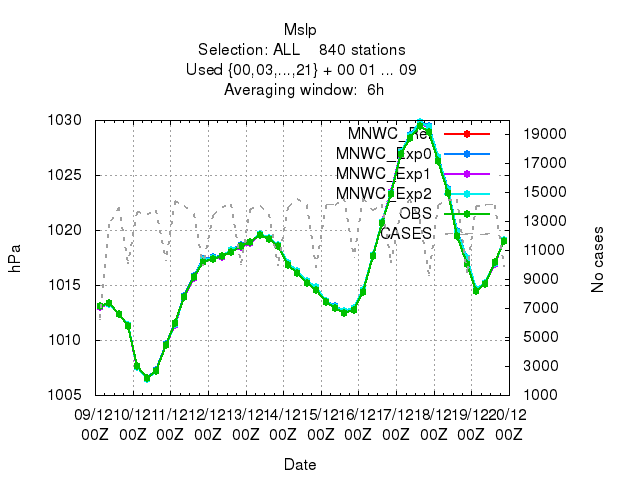 Mslp
Selection: ALL    840 stations
Used {00,03,...,21} + 00 01 ... 09
Averaging window:  6h
1030
1025
1020
1015
1010
1005
hPa
19000
17000
15000
13000
11000
9000
7000
5000
3000
1000
No cases
MNWC_Ref
MNWC_Exp0
MNWC_Exp1
MNWC_Exp2
OBS
CASES
09/12 10/12 11/12 12/12 13/12 14/12 15/12 16/12 17/12 18/12 19/12 20/12
00Z 00Z 00Z 00Z 00Z 00Z 00Z 00Z 00Z 00Z 00Z 00Z
Date